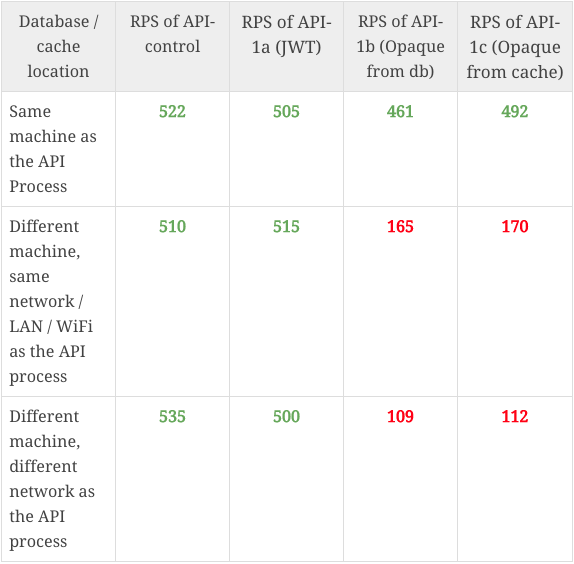 Database /
cache
location
RPS of API-
control
RPS of API-
1a (JWT)
RPS of API-
1b (Opaque
from db)
RPS of API-
1c (Opaque
from cache)
Same
machine as
the API
Process
522
505
461
492
Different
machine,
same
network /
LAN / WiFi
as the API
process
510
515
165
170
Different
machine,
different
network as
the API
process
535
500
109
112